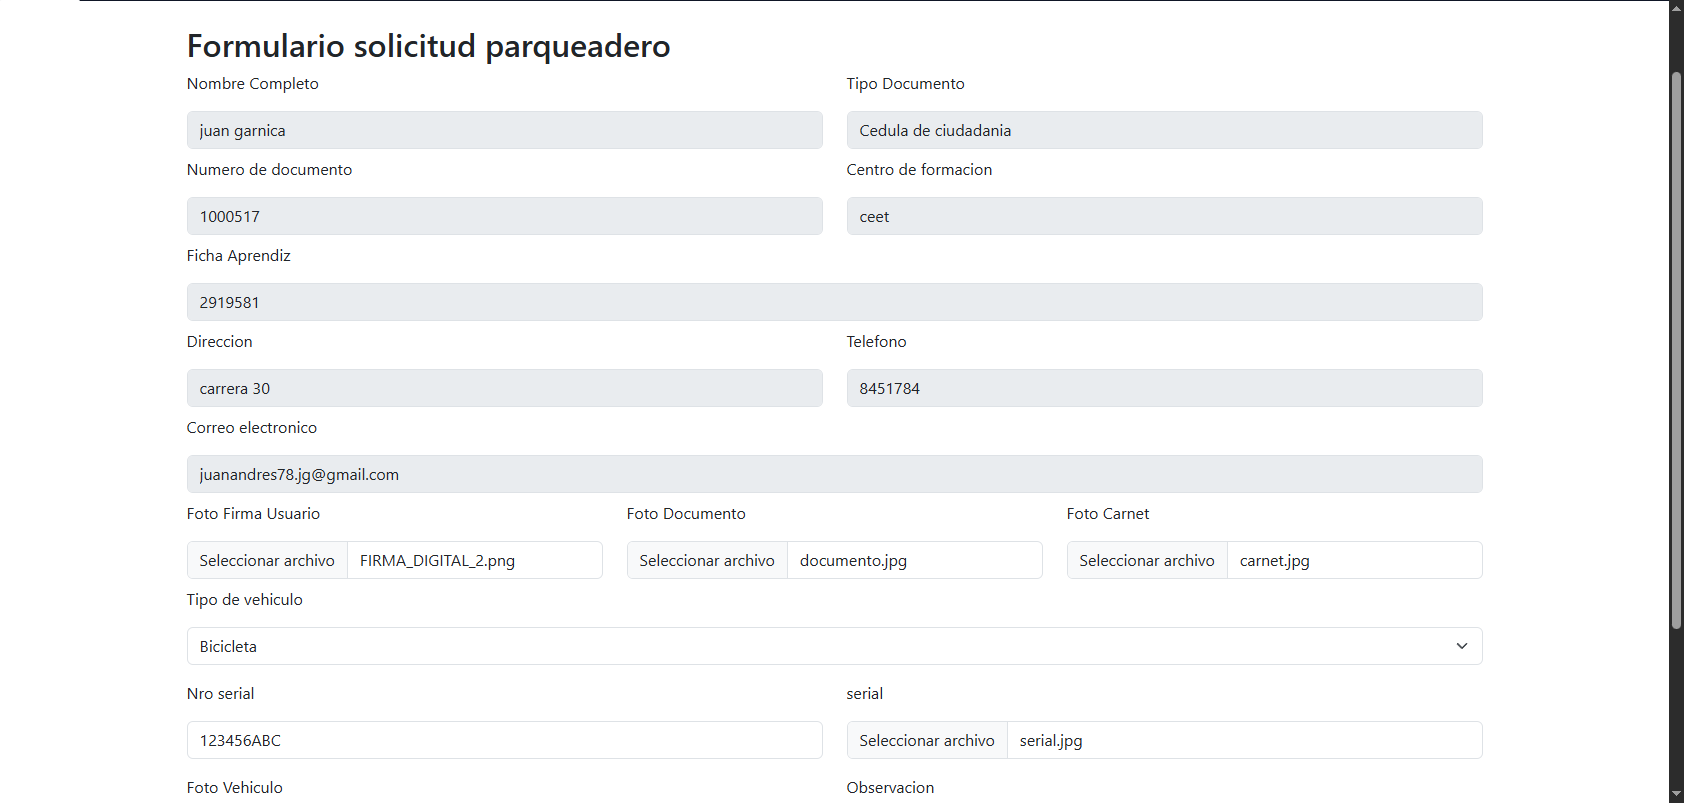 Formulario solicitud parqueadero
Nombre Completo
Tipo Documento
juan garnica
Cedula de ciudadania
Numero de documento
Centro de formacion
1000517
ceet
Ficha Aprendiz
2919581
Direccion
Telefono
carrera 30
8451784
Correo electronico
juanandres78.jg@gmail.com
Foto Firma Usuario
Foto Documento
Foto Carnet
Seleccionar archivo FIRMA_DIGITAL_2.png
Seleccionar archivo documento.jpg
Seleccionar archivo carnet.jpg
Tipo de vehiculo
Bicicleta
Nro serial
serial
123456ABC
Seleccionar archivo serial.jpg
Foto Vehiculo
Observacion